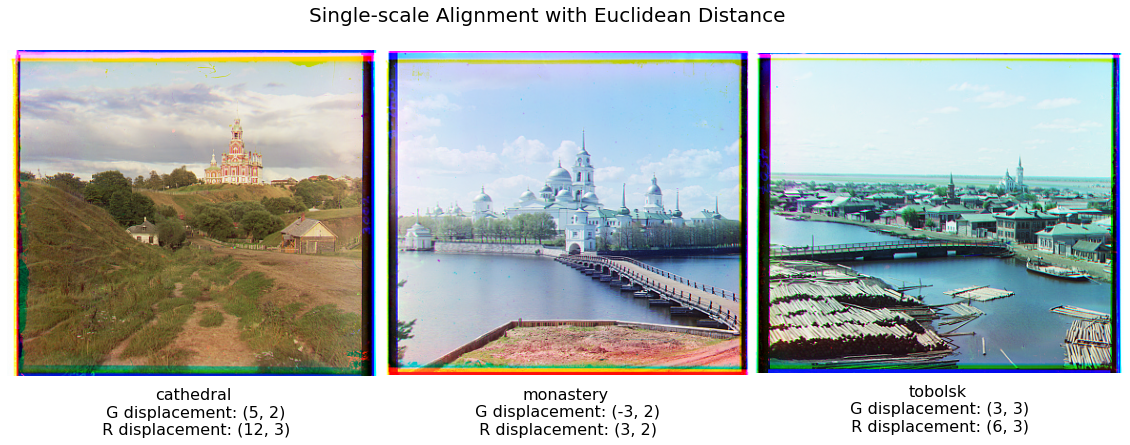 Single-scale Alignment with Euclidean Distance
cathedral
G displacement: (5, 2)
R displacement: (12, 3)
monastery
G displacement: (-3, 2)
R displacement: (3, 2)
tobolsk
G displacement: (3, 3)
R displacement: (6, 3)